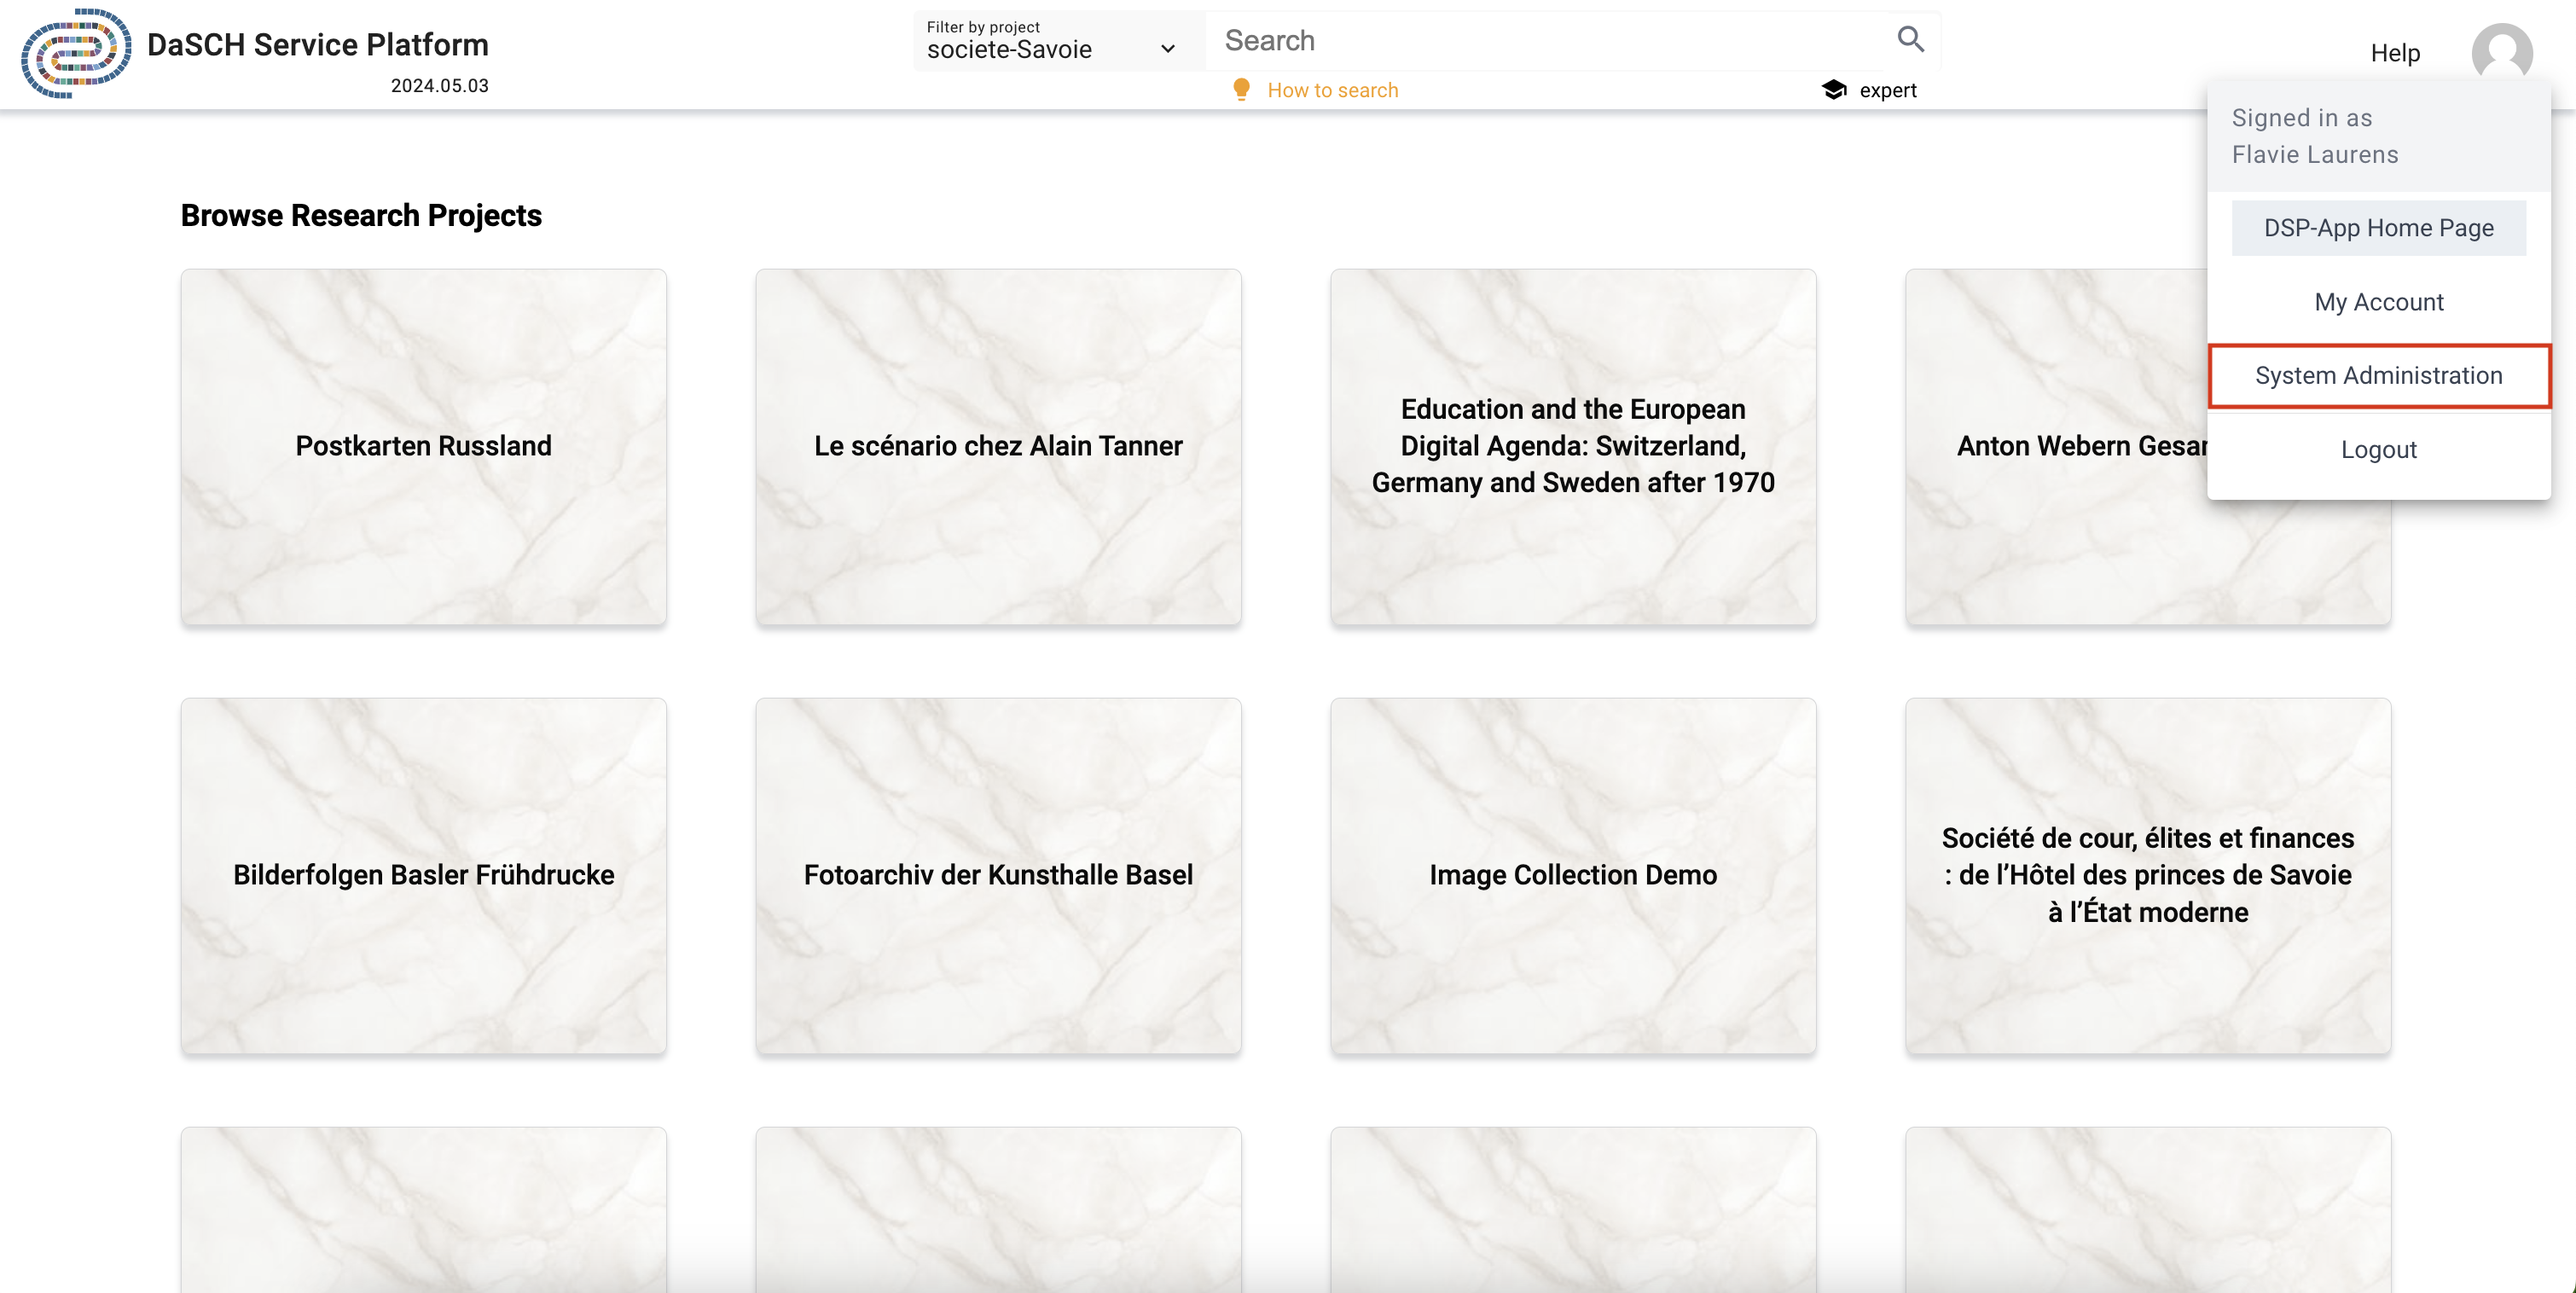 DaSCH Service Platform
2024.05.03
Filter by project
societe-Savoie
Search
How to search
expert
Help
Signed in as
Flavie Laurens
DSP-App Home Page
My Account
System Administration
Logout
Browse Research Projects
Postkarten Russland
Le scénario chez Alain Tanner
Education and the European
Digital Agenda: Switzerland,
Germany and Sweden after 1970
Anton Webern Gesar
Bilderfolgen Basler Frühdrucke
Fotoarchiv der Kunsthalle Basel
Image Collection Demo
Société de cour, élites et finances
: de l’Hôtel des princes de Savoie
à l’État moderne